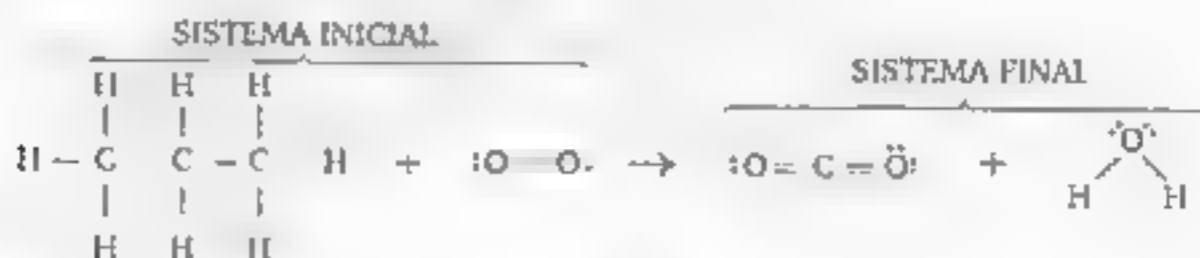 SISTEMA INICIAL
SISTEMA FINAL
H H H
H – C C – C H + :O = O. → :O = C = Ö: + :O:
H H
H H H